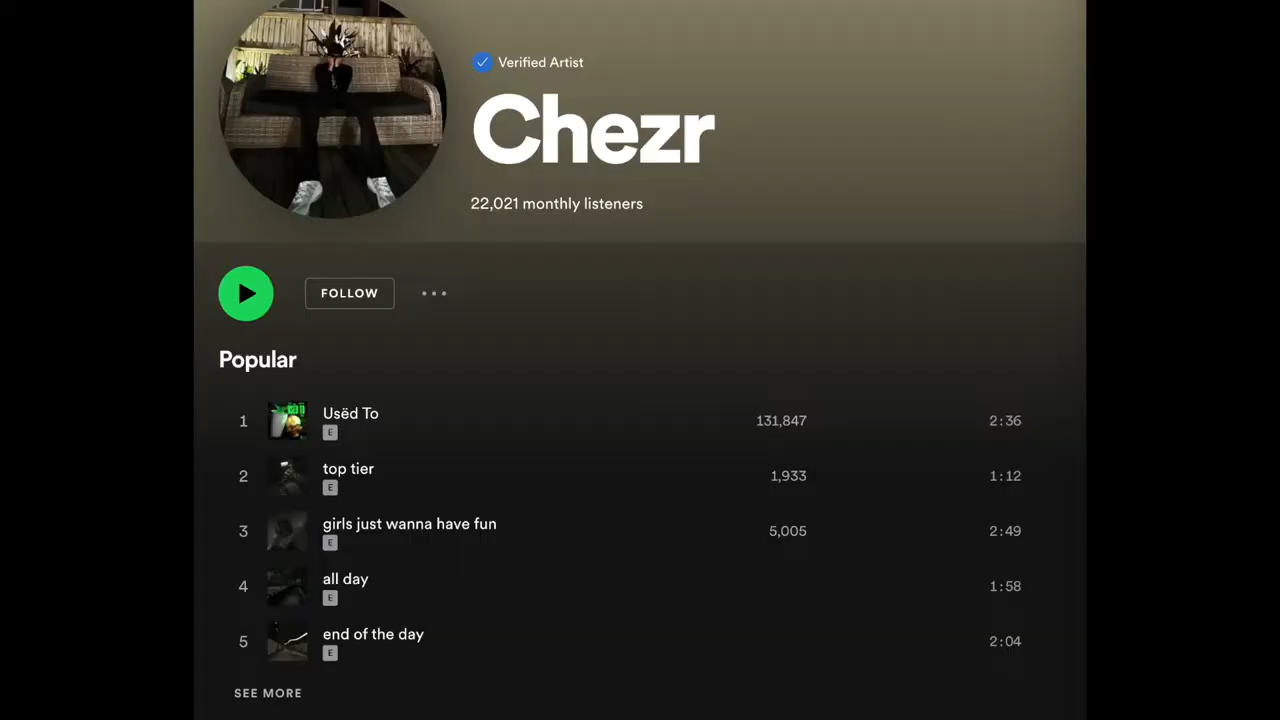 Verified Artist
Chezr
22,021 monthly listeners
FOLLOW
Popular
1 Usëd To 131,847 2:36
E
2 top tier 1,933 1:12
E
3 girls just wanna have fun 5,005 2:49
E
4 all day 1:58
E
5 end of the day 2:04
E
SEE MORE